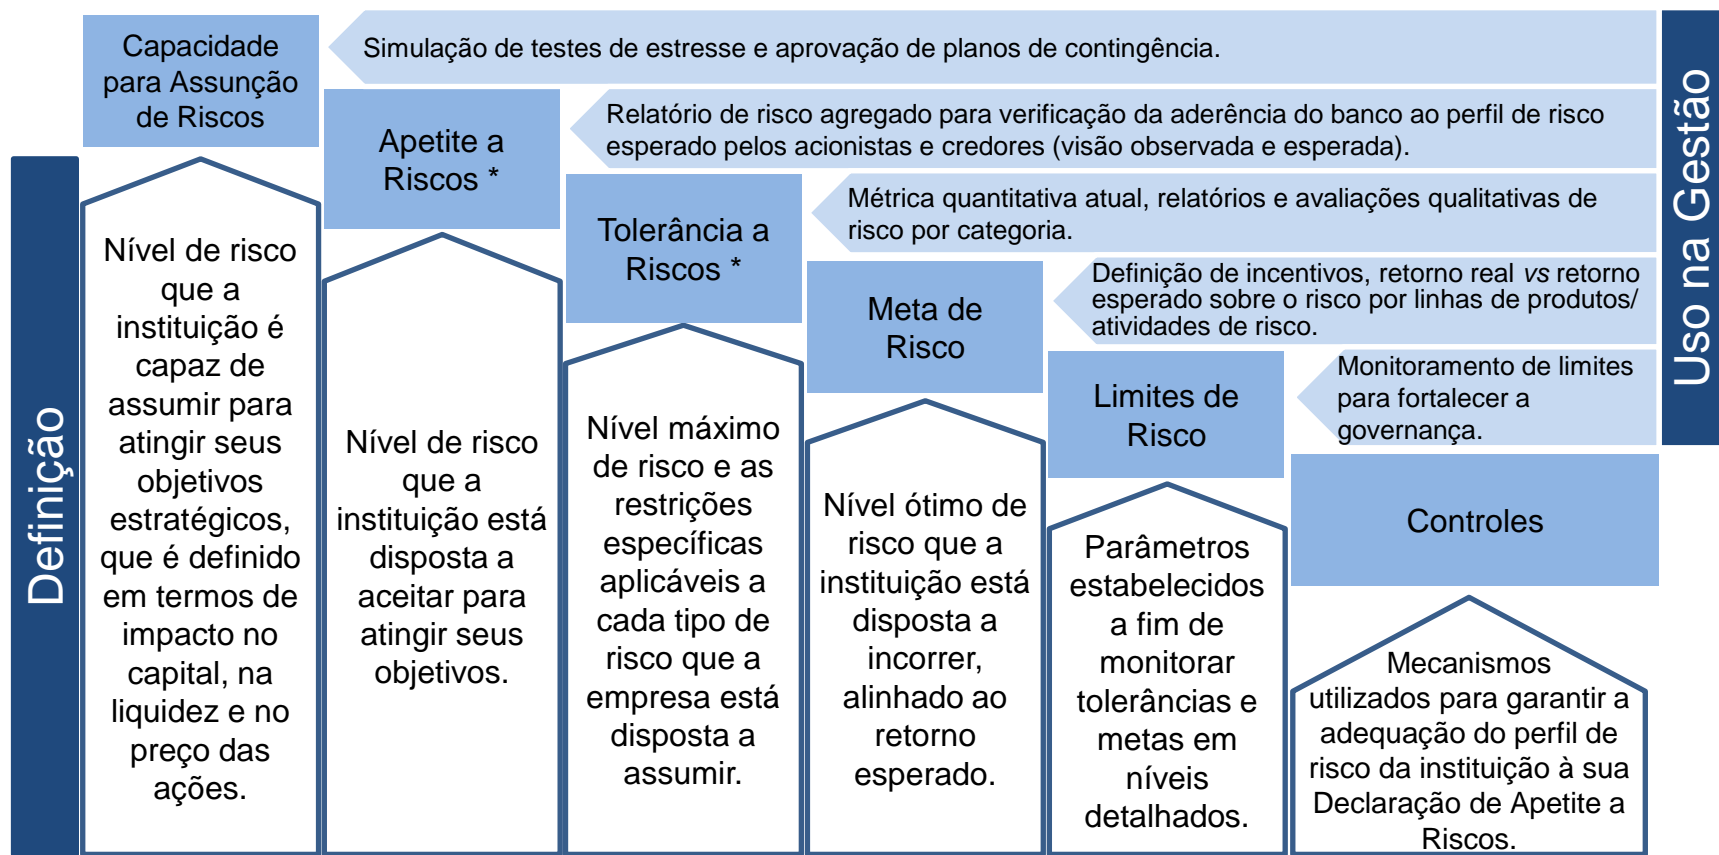 Capacidade
para Assunção
de Riscos
Simulação de testes de estresse e aprovação de planos de contingência.
Apetite a
Riscos *
Relatório de risco agregado para verificação da aderência do banco ao perfil de risco
esperado pelos acionistas e credores (visão observada e esperada).
Tolerância a
Riscos *
Métrica quantitativa atual, relatórios e avaliações qualitativas de
risco por categoria.
Meta de
Risco
Definição de incentivos, retorno real vs retorno
esperado sobre o risco por linhas de produtos/
atividades de risco.
Limites de
Risco
Monitoramento de limites
para fortalecer a
governança.
Controles
Uso na Gestão
Definição
Nível de risco
que a
instituição é
capaz de
assumir para
atingir seus
objetivos
estratégicos,
que é definido
em termos de
impacto no
capital, na
liquidez e no
preço das
ações.
Nível de risco
que a
instituição está
disposta a
aceitar para
atingir seus
objetivos.
Nível máximo
de risco e as
restrições
específicas
aplicáveis a
cada tipo de
risco que a
empresa está
disposta a
assumir.
Nível ótimo de
risco que a
instituição está
disposta a
incorrer,
alinhado ao
retorno
esperado.
Parâmetros
estabelecidos
a fim de
monitorar
tolerâncias e
metas em
níveis
detalhados.
Mecanismos
utilizados para garantir a
adequação do perfil de
risco da instituição à sua
Declaração de Apetite a
Riscos.